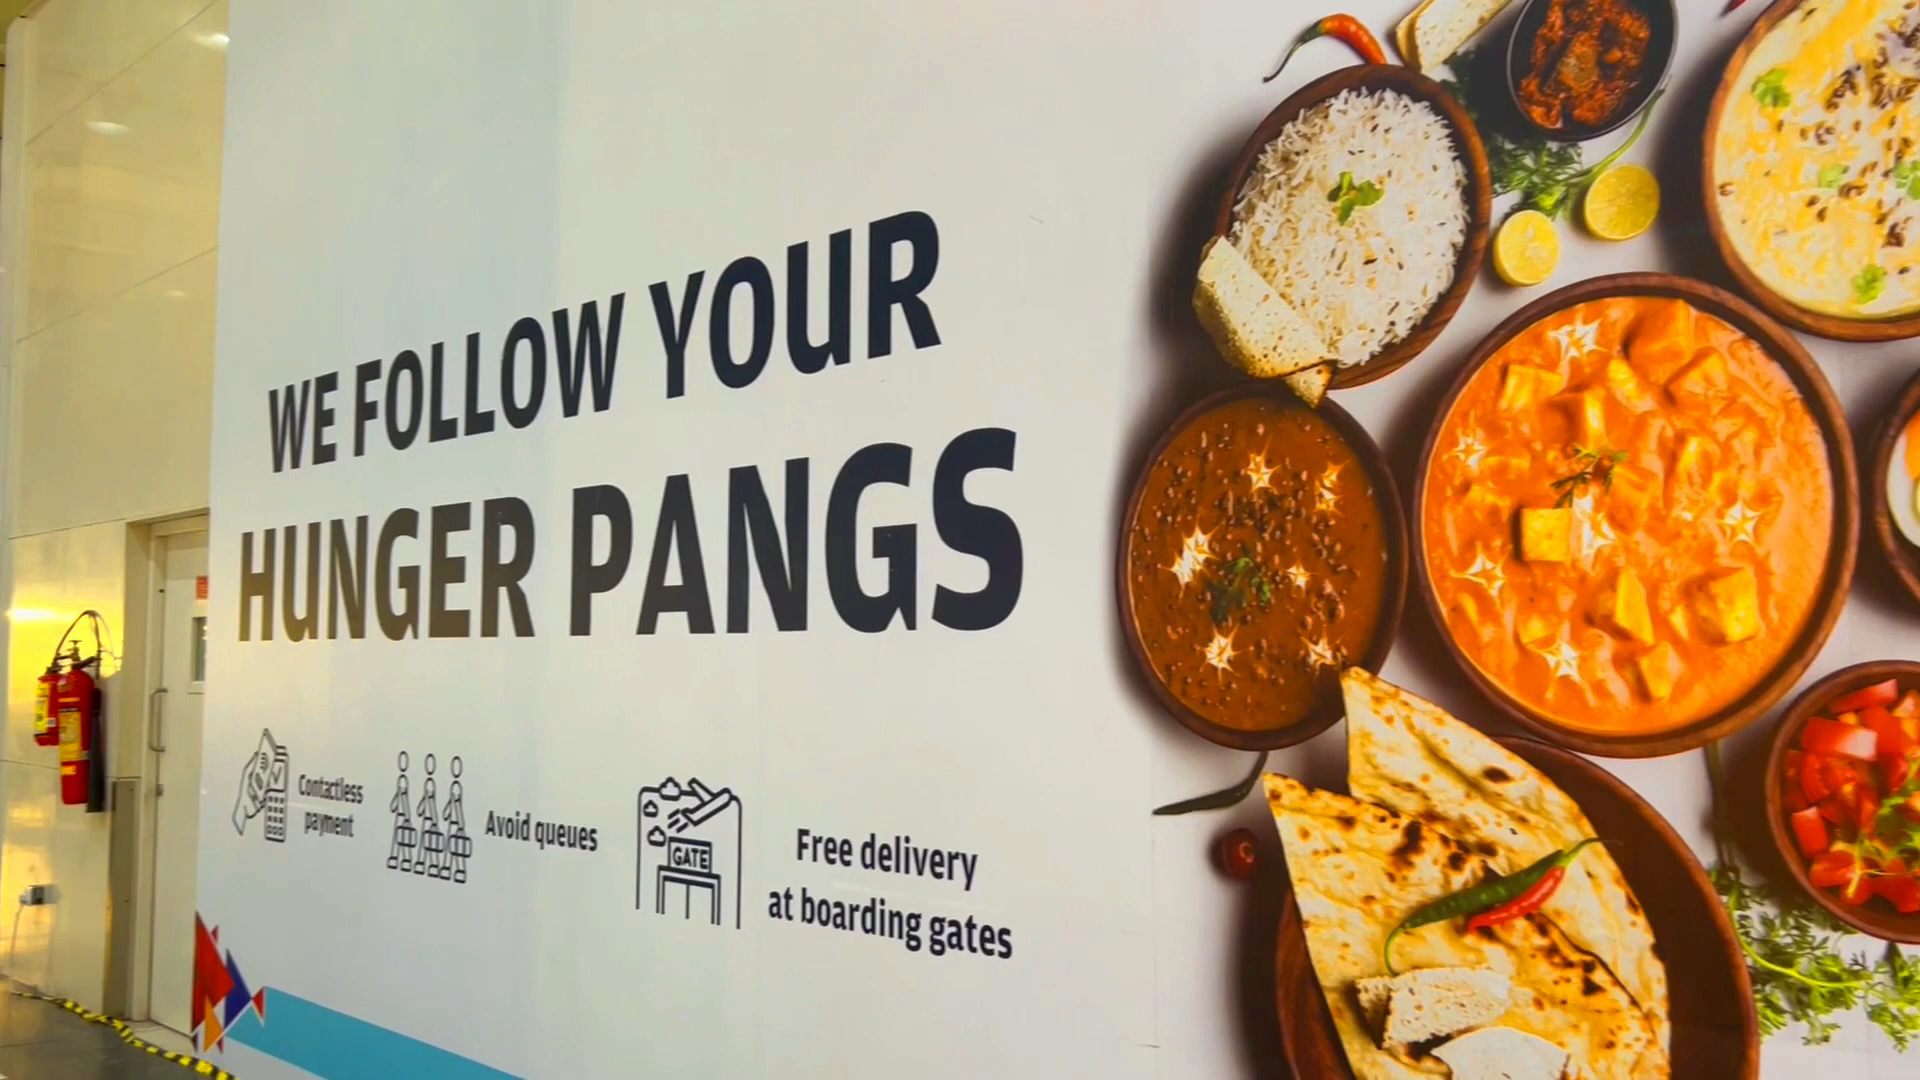 WE FOLLOW YOUR
HUNGER PANGS
Contactless
payment
Avoid queues
GATE
Free delivery
at boarding gates